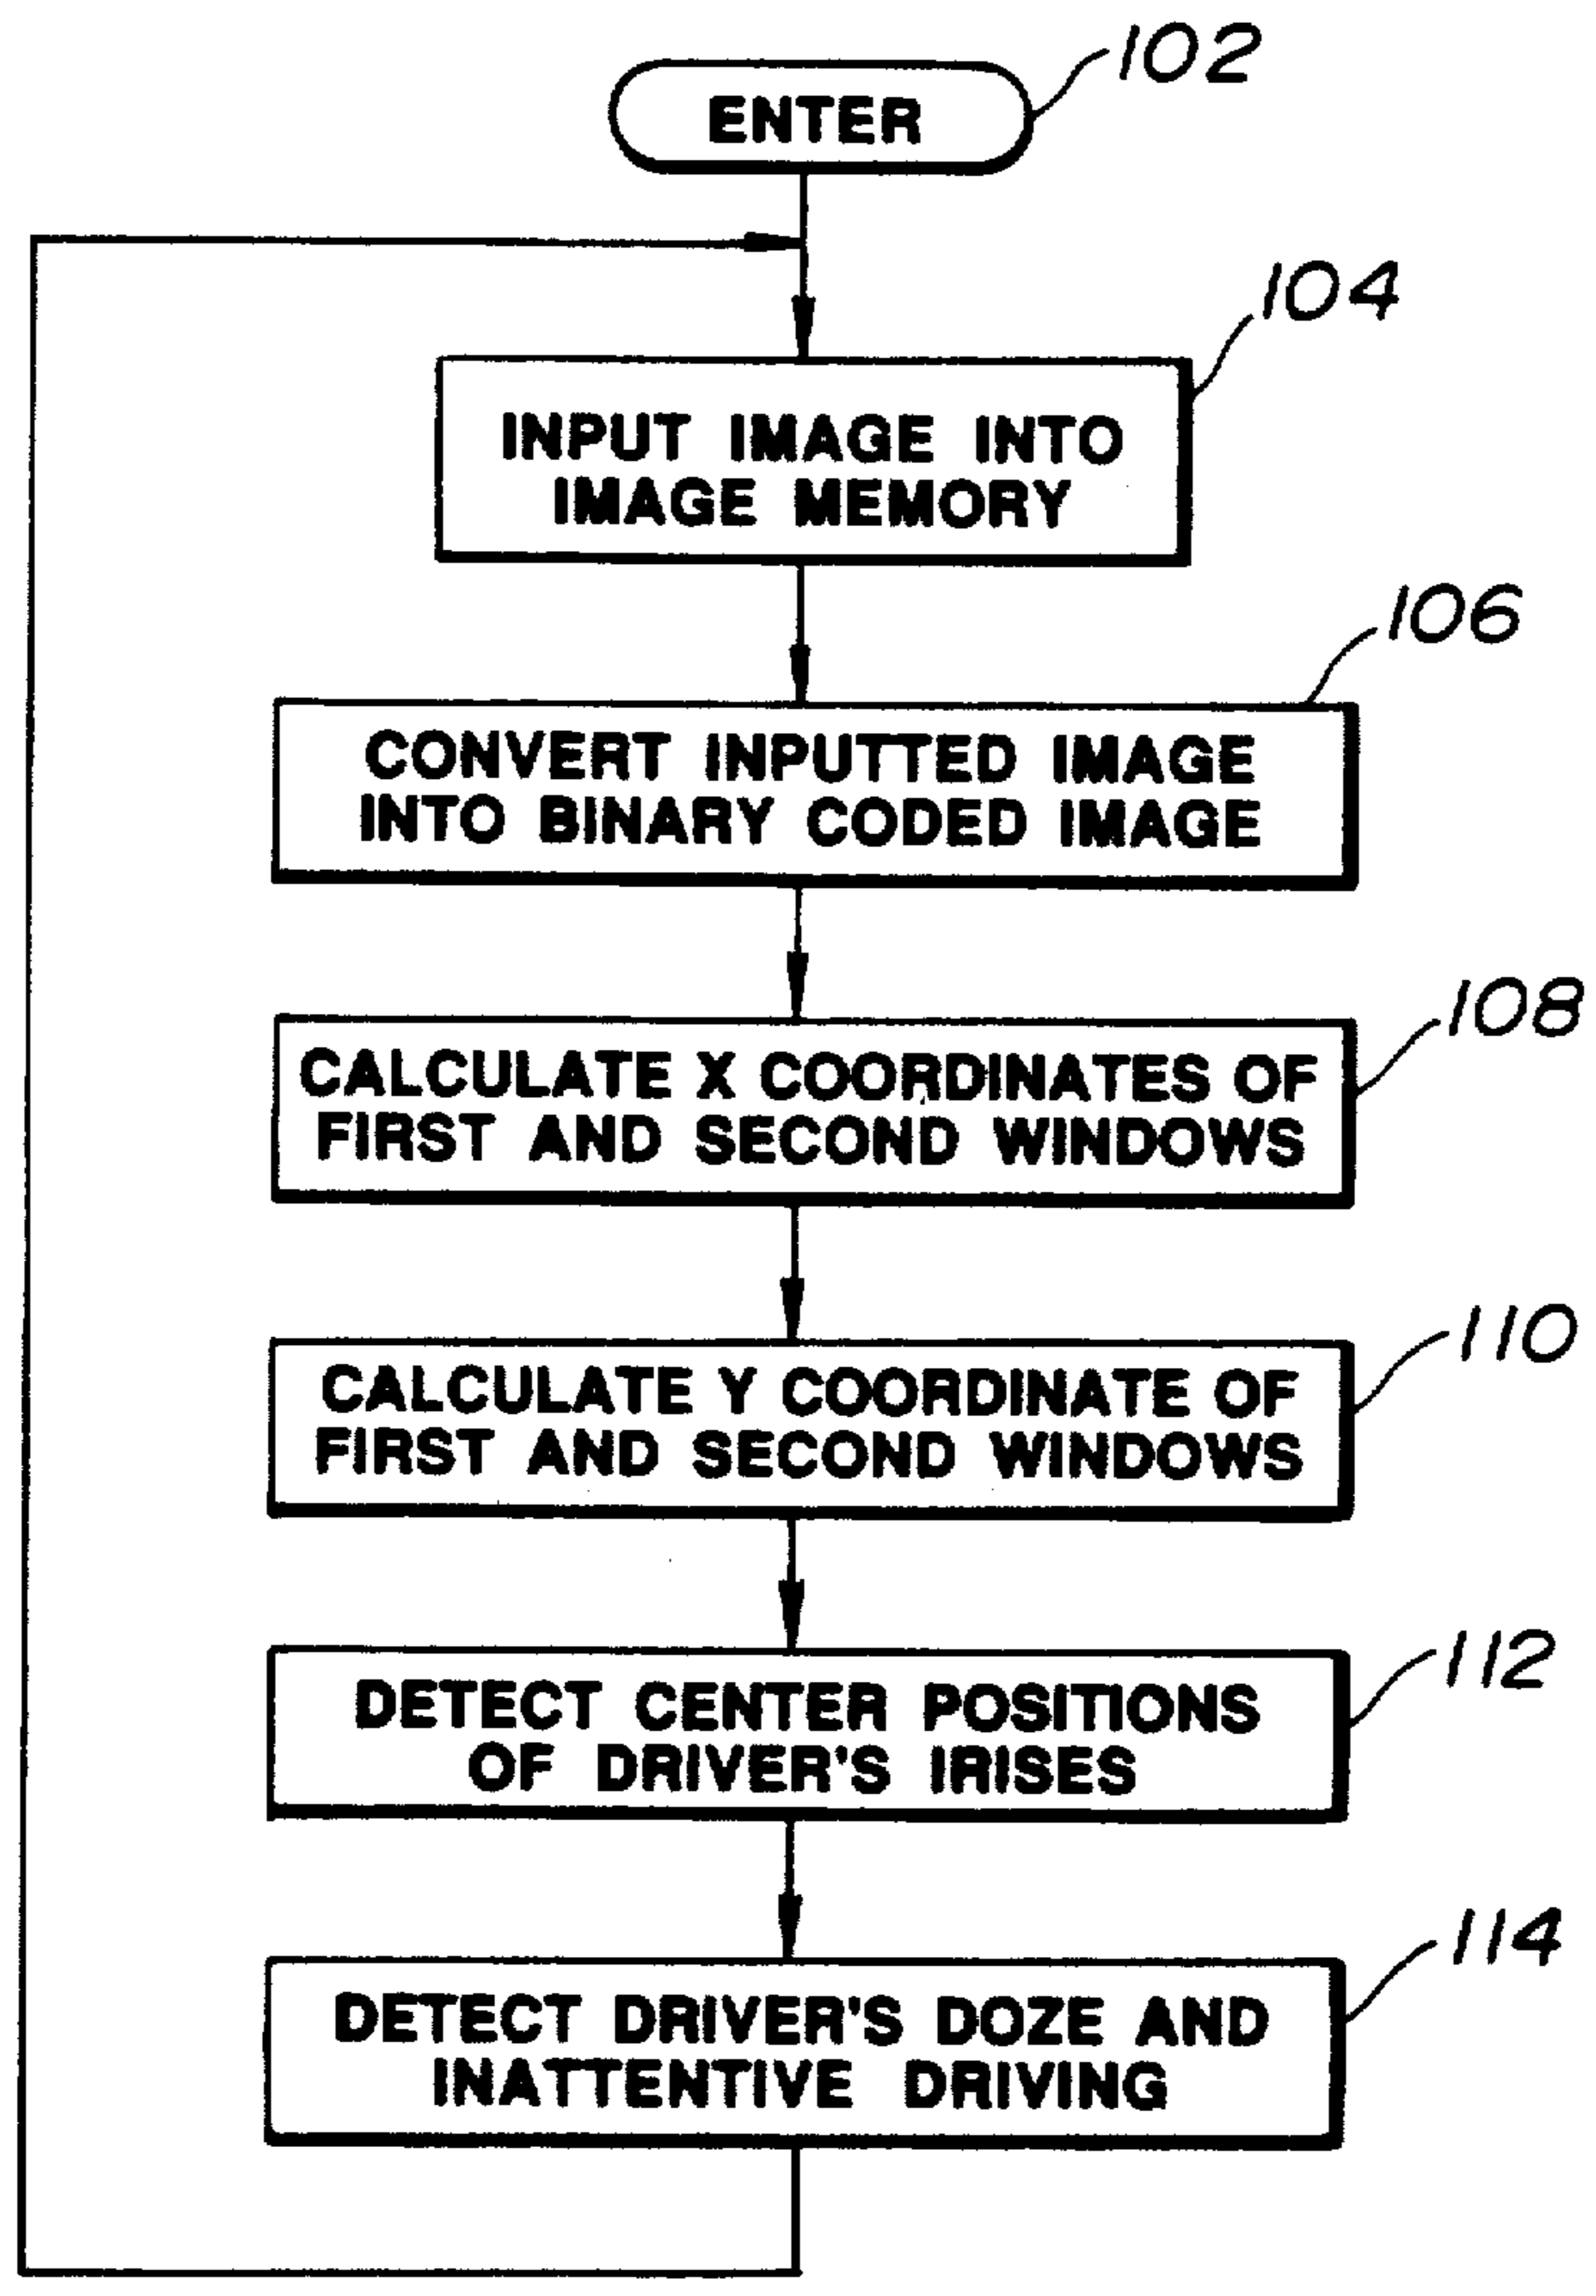 102
ENTER
104
INPUT IMAGE INTO
IMAGE MEMORY
106
CONVERT INPUTTED IMAGE
INTO BINARY CODED IMAGE
108
CALCULATE X COORDINATES OF
FIRST AND SECOND WINDOWS
110
CALCULATE Y COORDINATE OF
FIRST AND SECOND WINDOWS
112
DETECT CENTER POSITIONS
OF DRIVER'S IRISES
114
DETECT DRIVER'S DOZE AND
INATTENTIVE DRIVING